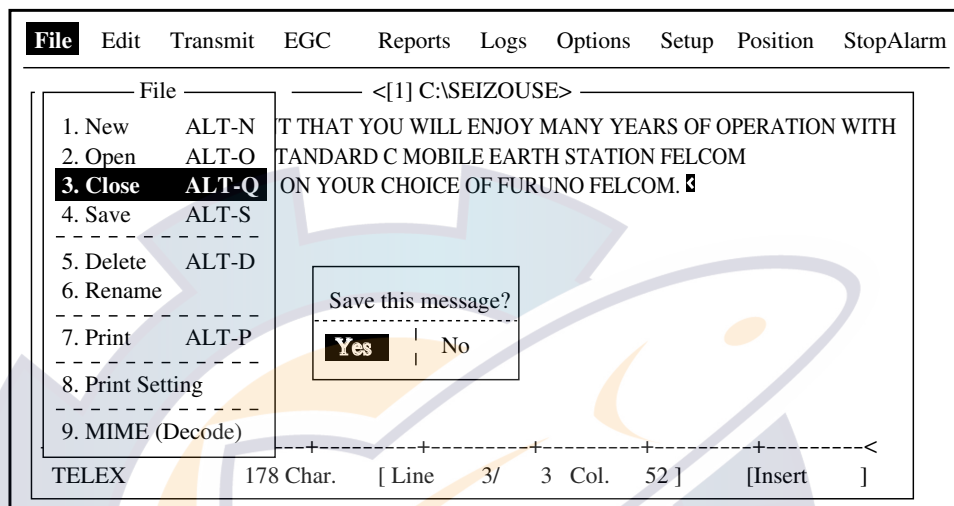 File Edit Transmit EGC Reports Logs Options Setup Position StopAlarm
File
<[1] C:\SEIZOUSE>
1. New ALT-N
2. Open ALT-O
3. Close ALT-Q
4. Save ALT-S
5. Delete ALT-D
6. Rename
7. Print ALT-P
8. Print Setting
9. MIME (Decode)
T THAT YOU WILL ENJOY MANY YEARS OF OPERATION WITH
TANDARD C MOBILE EARTH STATION FELCOM
ON YOUR CHOICE OF FURUNO FELCOM.
Save this message?
Yes No
TELEX 178 Char. [ Line 3/ 3 Col. 52 ] [Insert ]